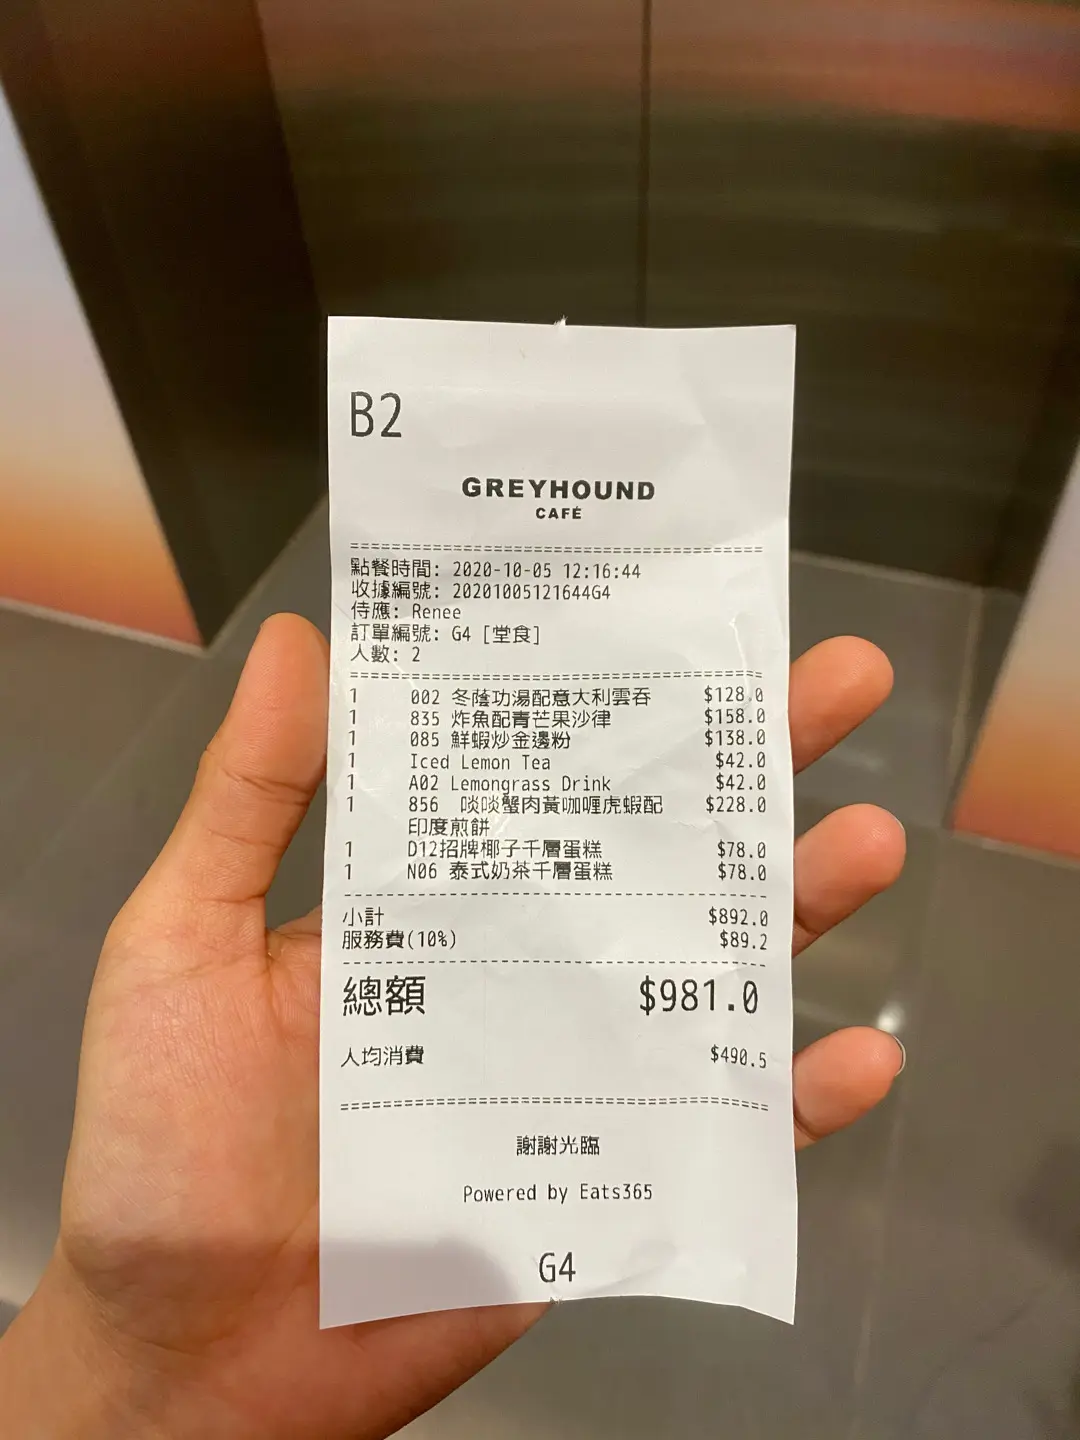 B2
GREYHOUND
CAFÉ
點餐時間: 2020-10-05 12:16:44
收據編號: 20201005121644G4
侍應: Renee
訂單編號: G4 [堂食]
人數: 2
1 002 冬蔭功湯配意大利雲吞 $128.0
1 835 炸魚配青芒果沙律 $158.0
1 085 鮮蝦炒金邊粉 $138.0
1 Iced Lemon Tea $42.0
1 A02 Lemongrass Drink $42.0
1 856 啖啖蟹肉黃咖喱虎蝦配 $228.0
印度煎餅
1 D12招牌椰子千層蛋糕 $78.0
1 N06 泰式奶茶千層蛋糕 $78.0
小計 $892.0
服務費(10%) $89.2
總額 $981.0
人均消費 $490.5
謝謝光臨
Powered by Eats365
G4